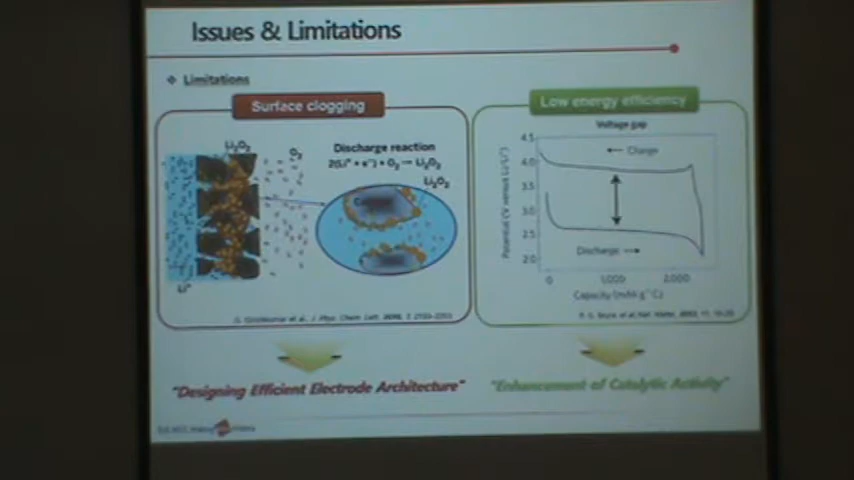 Issues & Limitations
❖ Limitations
Surface clogging
Li₂O₂
O₂
Discharge reaction
2(Li⁺ + e⁻) + O₂ → Li₂O₂
Li₂O₂
Li⁺
Low energy efficiency
Voltage gap
Potential (V versus Li/Li⁺)
4.5
4.0
3.5
3.0
2.5
2.0
← Charge
Discharge →
0
1,000
2,000
Capacity (mAh g⁻¹ C)
"Designing Efficient Electrode Architecture"
"Enhancement of Catalytic Activity"